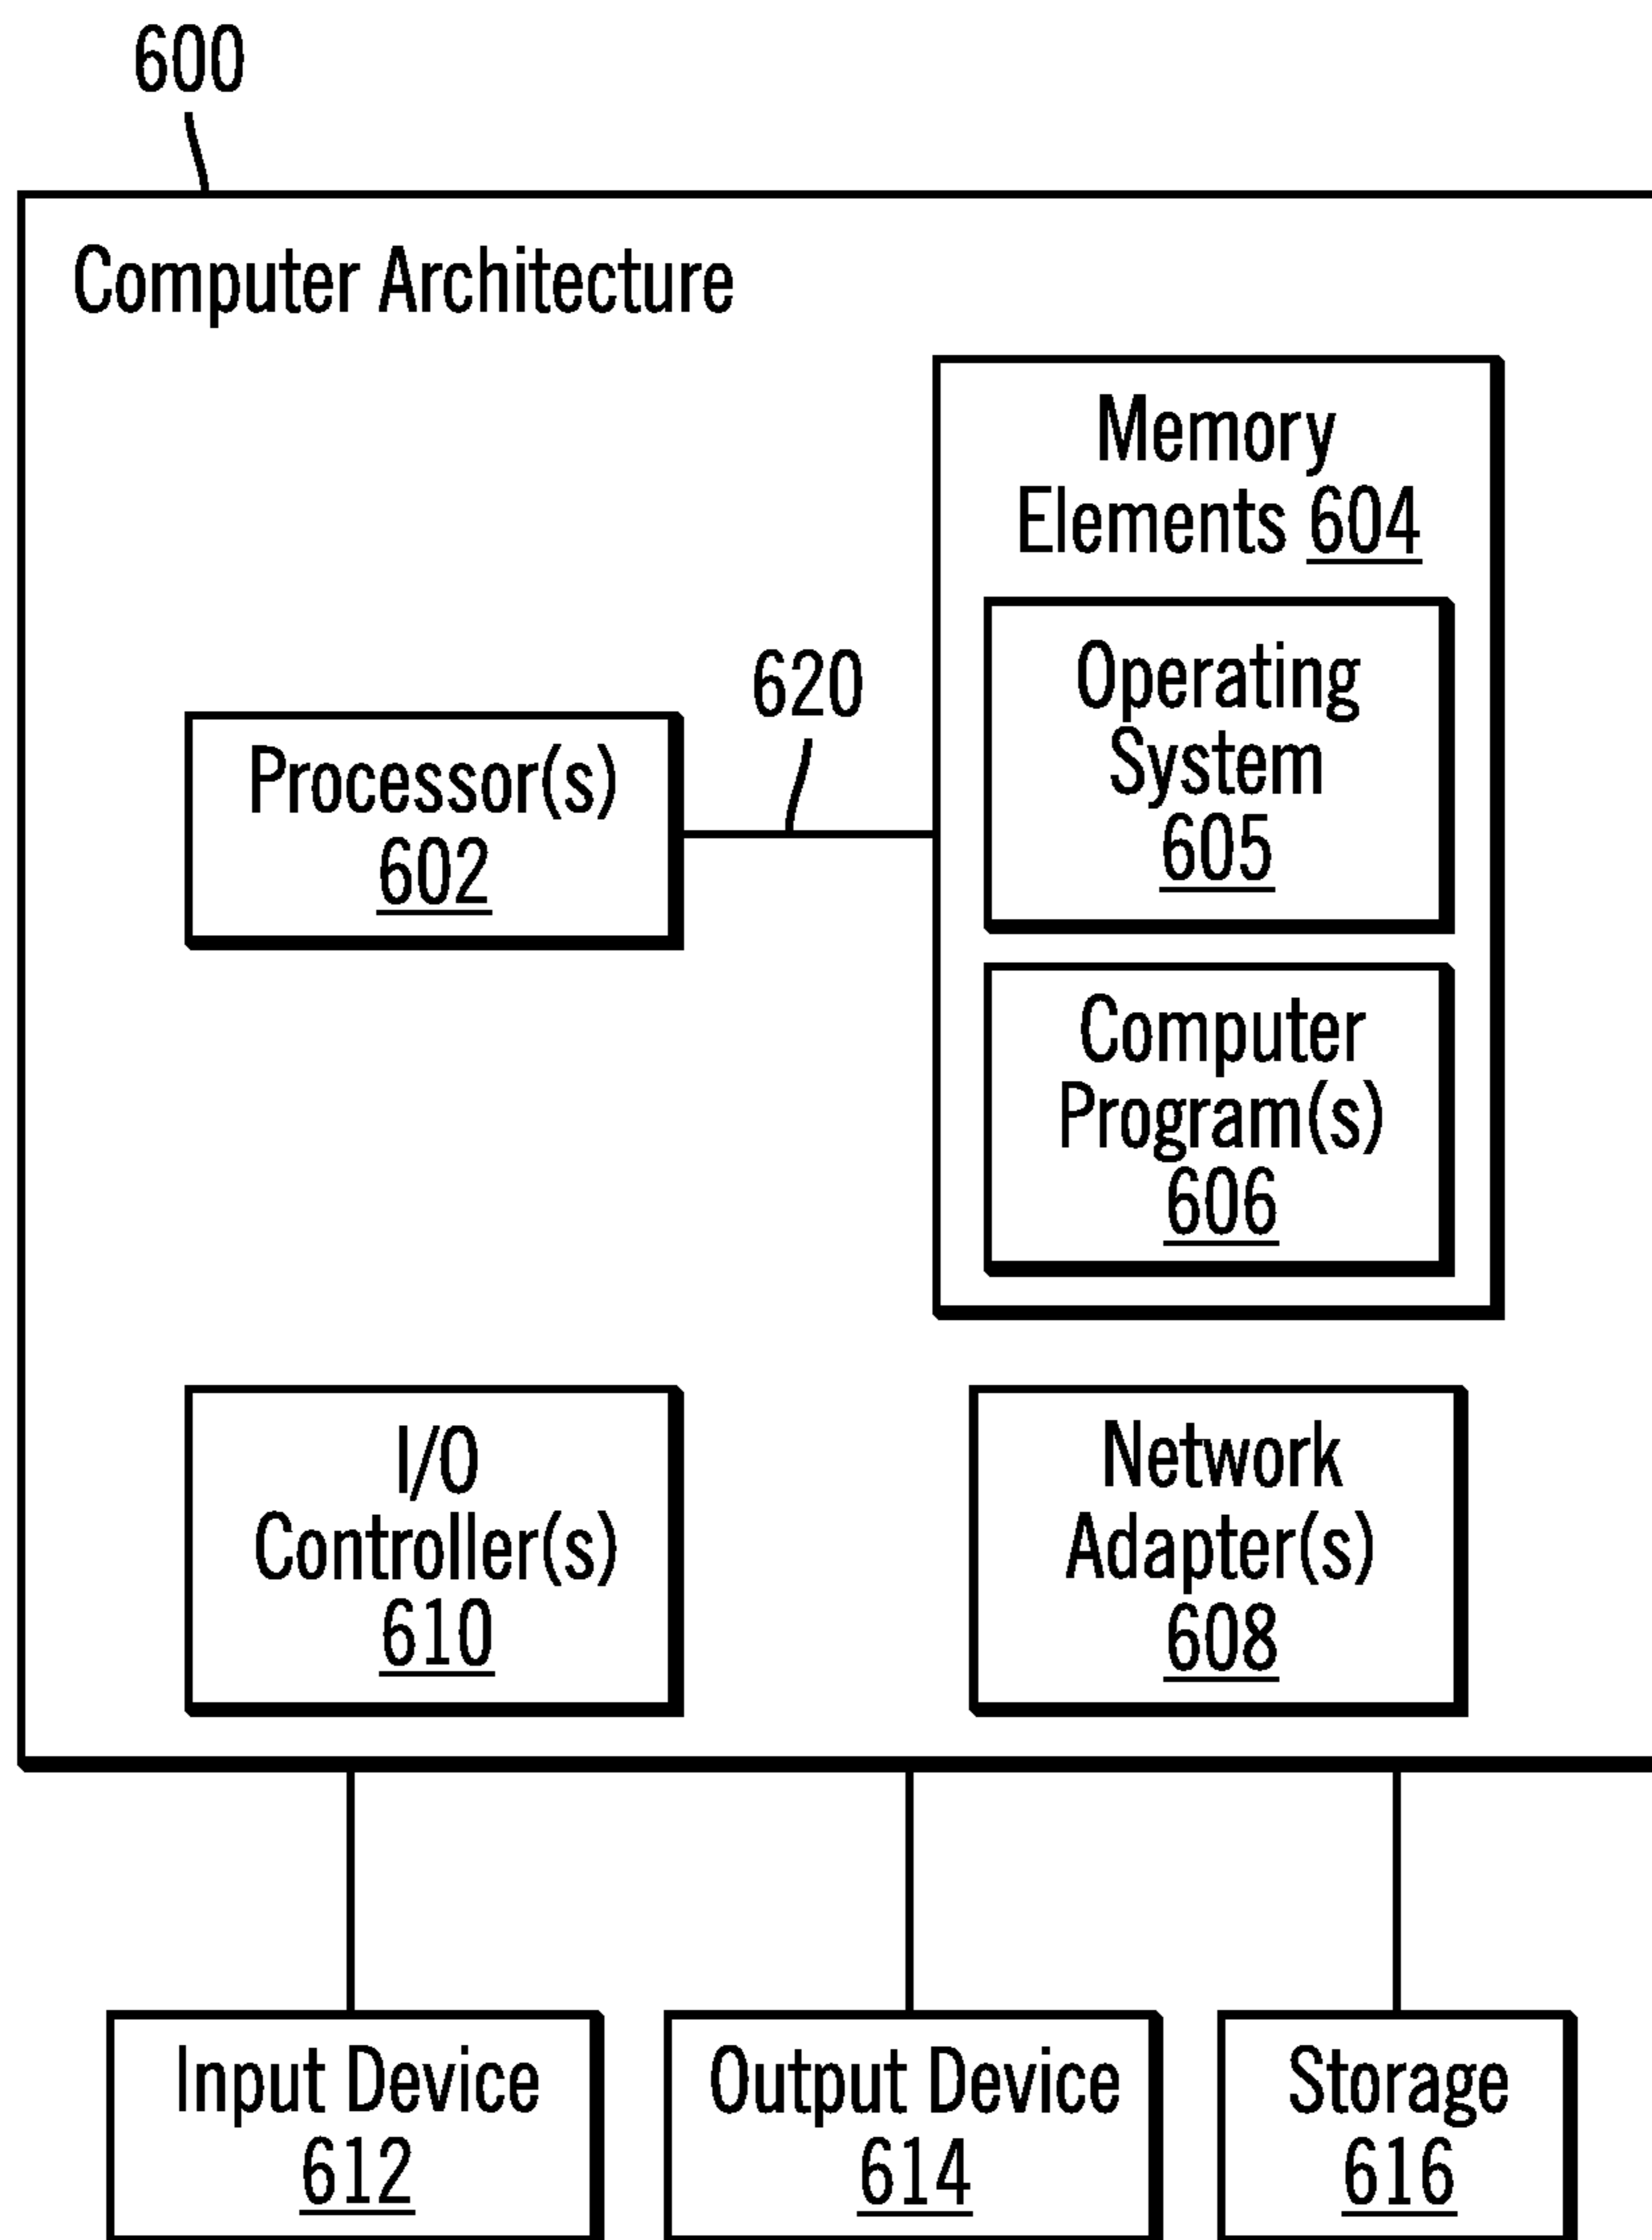 600
Computer Architecture
Memory
Elements 604
Operating
System
605
620
Processor(s)
602
Computer
Program(s)
606
I/O
Controller(s)
610
Network
Adapter(s)
608
Input Device
612
Output Device
614
Storage
616